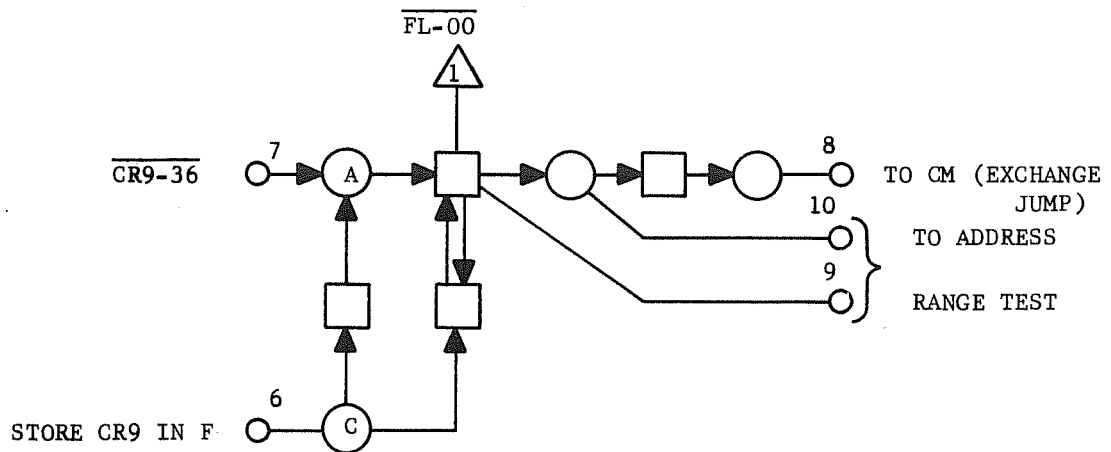 FL-00
1
CR9-36
7
A
8
TO CM (EXCHANGE
JUMP)
10
TO ADDRESS
9
RANGE TEST
6
STORE CR9 IN F
C